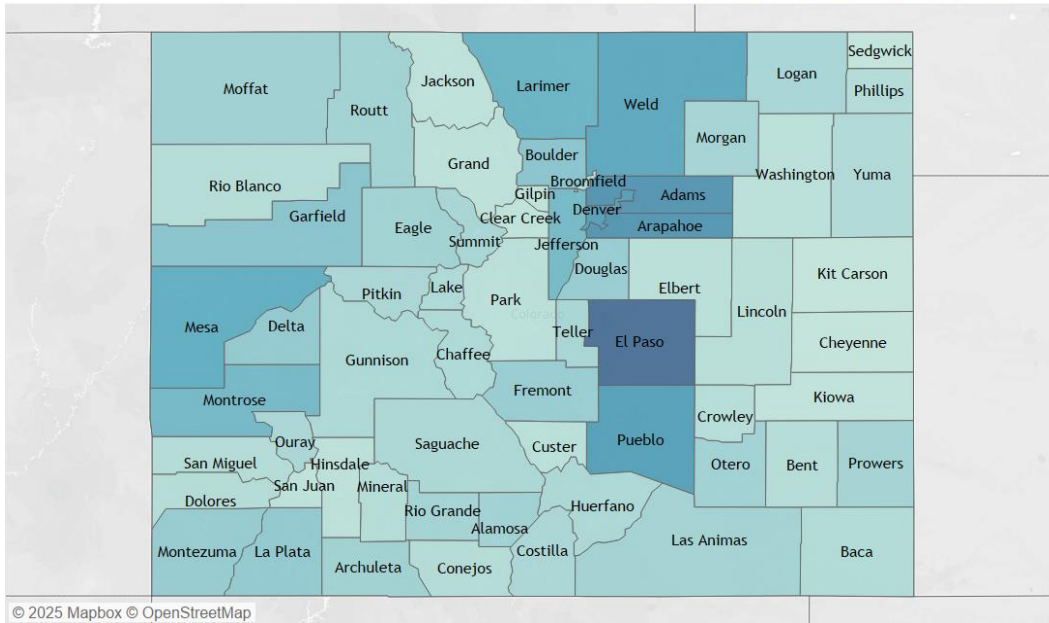 Sedgwick
Logan
Jackson
Larimer
Moffat
Phillips
Weld
Routt
Morgan
Boulder
Grand
Washington
Yuma
Broomfield
Rio Blanco
Gilpin
Adams
Denver
Garfield
Clear Creek
Eagle
Arapahoe
Summit
Jefferson
Douglas
Kit Carson
Lake
Elbert
Pitkin
Park
Lincoln
Colorado
Mesa
Delta
Teller
El Paso
Cheyenne
Chaffee
Gunnison
Fremont
Kiowa
Montrose
Crowley
Pueblo
Ouray
Saguache
Custer
San Miguel
Hinsdale
Otero
Bent
Prowers
San Juan
Mineral
Dolores
Huerfano
Rio Grande
Alamosa
Las Animas
Montezuma
La Plata
Costilla
Baca
Archuleta
Conejos
© 2025 Mapbox © OpenStreetMap